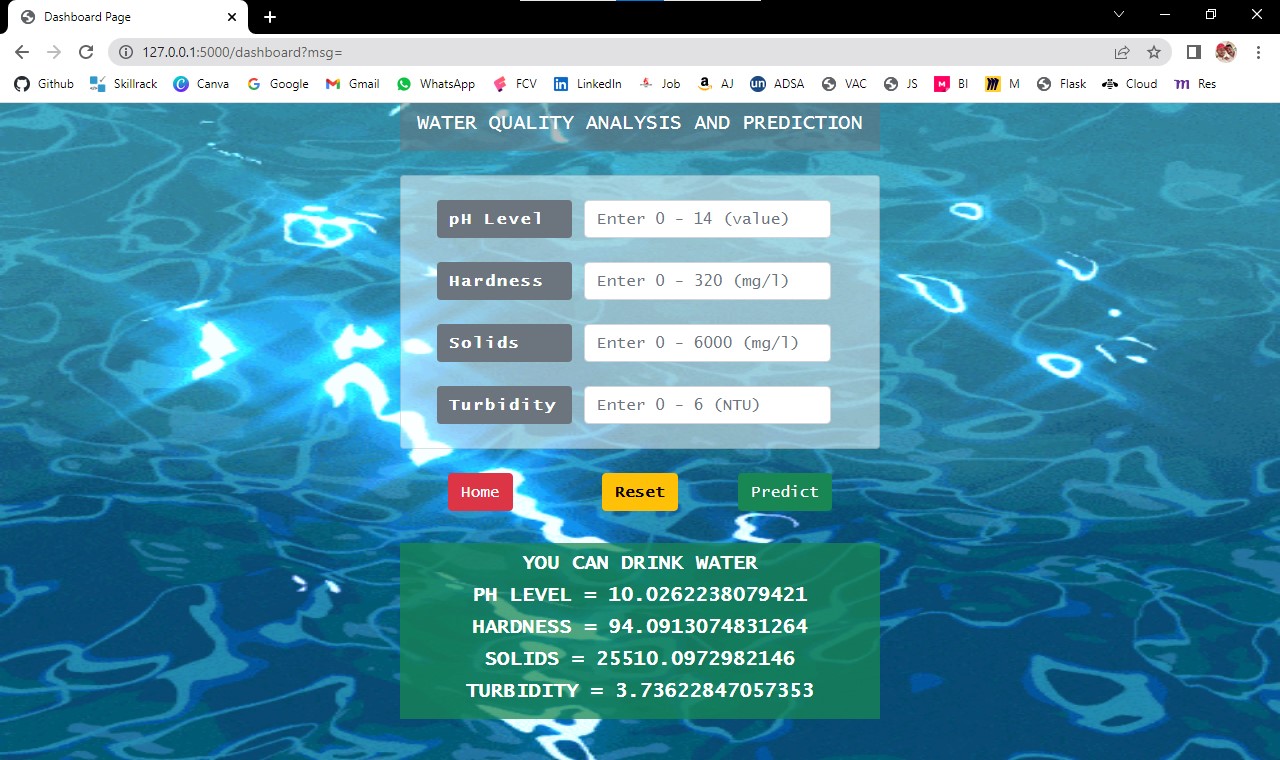 Dashboard Page
127.0.0.1:5000/dashboard?msg=
Github Skillrack Canva Google Gmail WhatsApp FCV LinkedIn Job AJ ADSA VAC JS BI M Flask Cloud Res
WATER QUALITY ANALYSIS AND PREDICTION
pH Level Enter 0 - 14 (value)
Hardness Enter 0 - 320 (mg/l)
Solids Enter 0 - 6000 (mg/l)
Turbidity Enter 0 - 6 (NTU)
Home Reset Predict
YOU CAN DRINK WATER
PH LEVEL = 10.0262238079421
HARDNESS = 94.0913074831264
SOLIDS = 25510.0972982146
TURBIDITY = 3.73622847057353